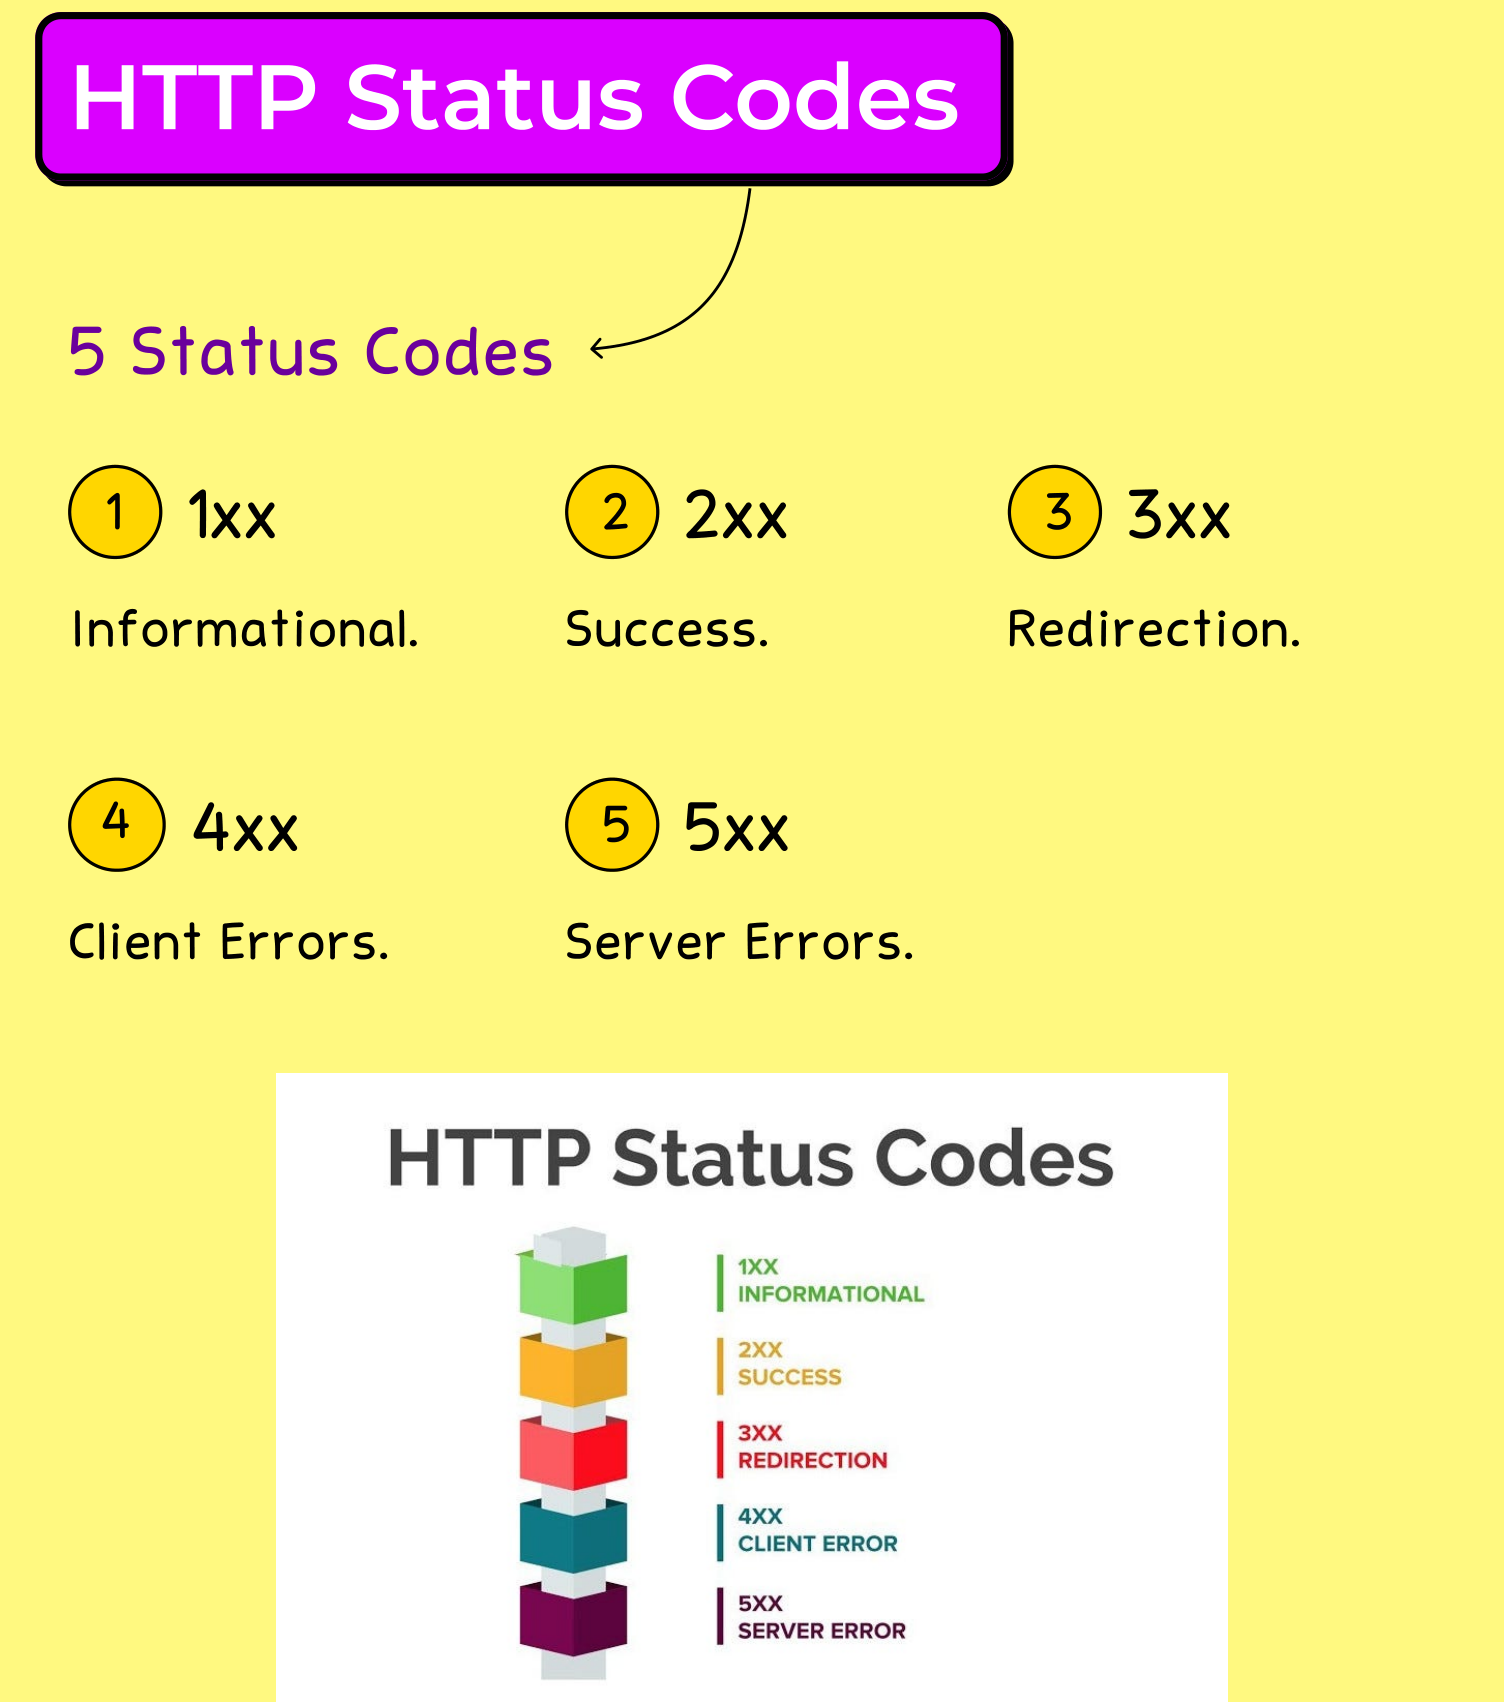 HTTP Status Codes
5 Status Codes
1 1xx
Informational.
2 2xx
Success.
3 3xx
Redirection.
4 4xx
Client Errors.
5 5xx
Server Errors.
HTTP Status Codes
1XX
INFORMATIONAL
2XX
SUCCESS
3XX
REDIRECTION
4XX
CLIENT ERROR
5XX
SERVER ERROR